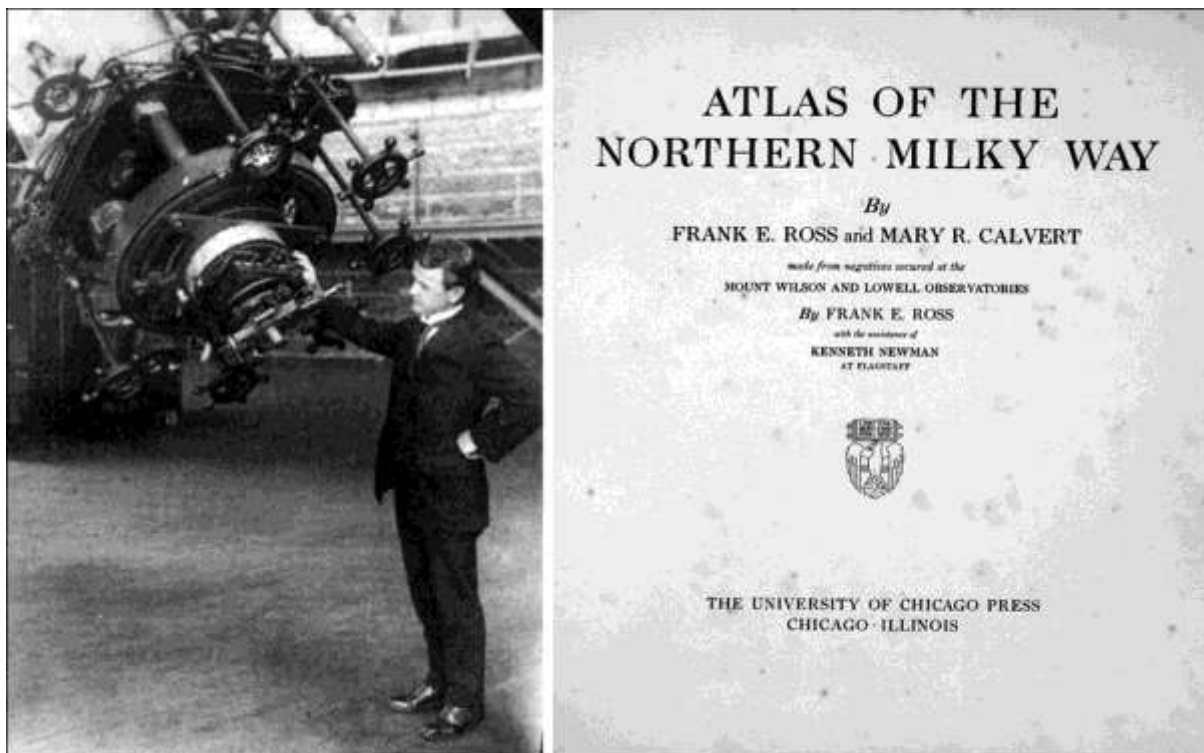 ATLAS OF THE
NORTHERN MILKY WAY
By
FRANK E. ROSS and MARY R. CALVERT
made from negatives secured at the
MOUNT WILSON AND LOWELL OBSERVATORIES
By FRANK E. ROSS
with the assistance of
KENNETH NEWMAN
AT FLAGSTAFF
THE UNIVERSITY OF CHICAGO PRESS
CHICAGO · ILLINOIS